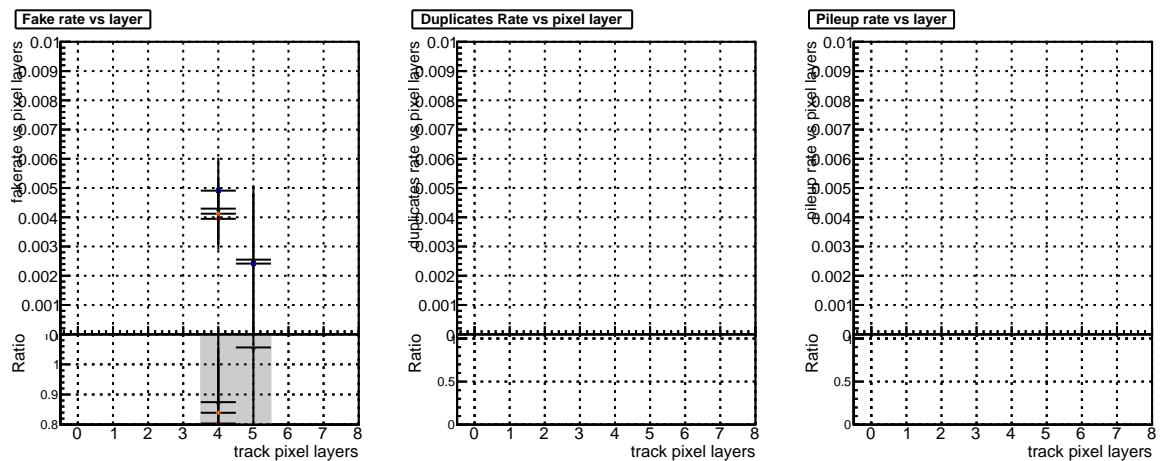 Fake rate vs layer
Duplicates Rate vs pixel layer
Pileup rate vs layer
fakerate vs pixel layers
0.01
0.009
0.008
0.007
0.006
0.005
0.004
0.003
0.002
0.001
Ratio
1
0.9
0.8
0 1 2 3 4 5 6 7 8
track pixel layers
duplicates rate vs pixel layers
0.01
0.009
0.008
0.007
0.006
0.005
0.004
0.003
0.002
0.001
0
Ratio
1
0.5
0
0 1 2 3 4 5 6 7 8
track pixel layers
pileup rate vs pixel layers
0.01
0.009
0.008
0.007
0.006
0.005
0.004
0.003
0.002
0.001
0
Ratio
1
0.5
0
0 1 2 3 4 5 6 7 8
track pixel layers